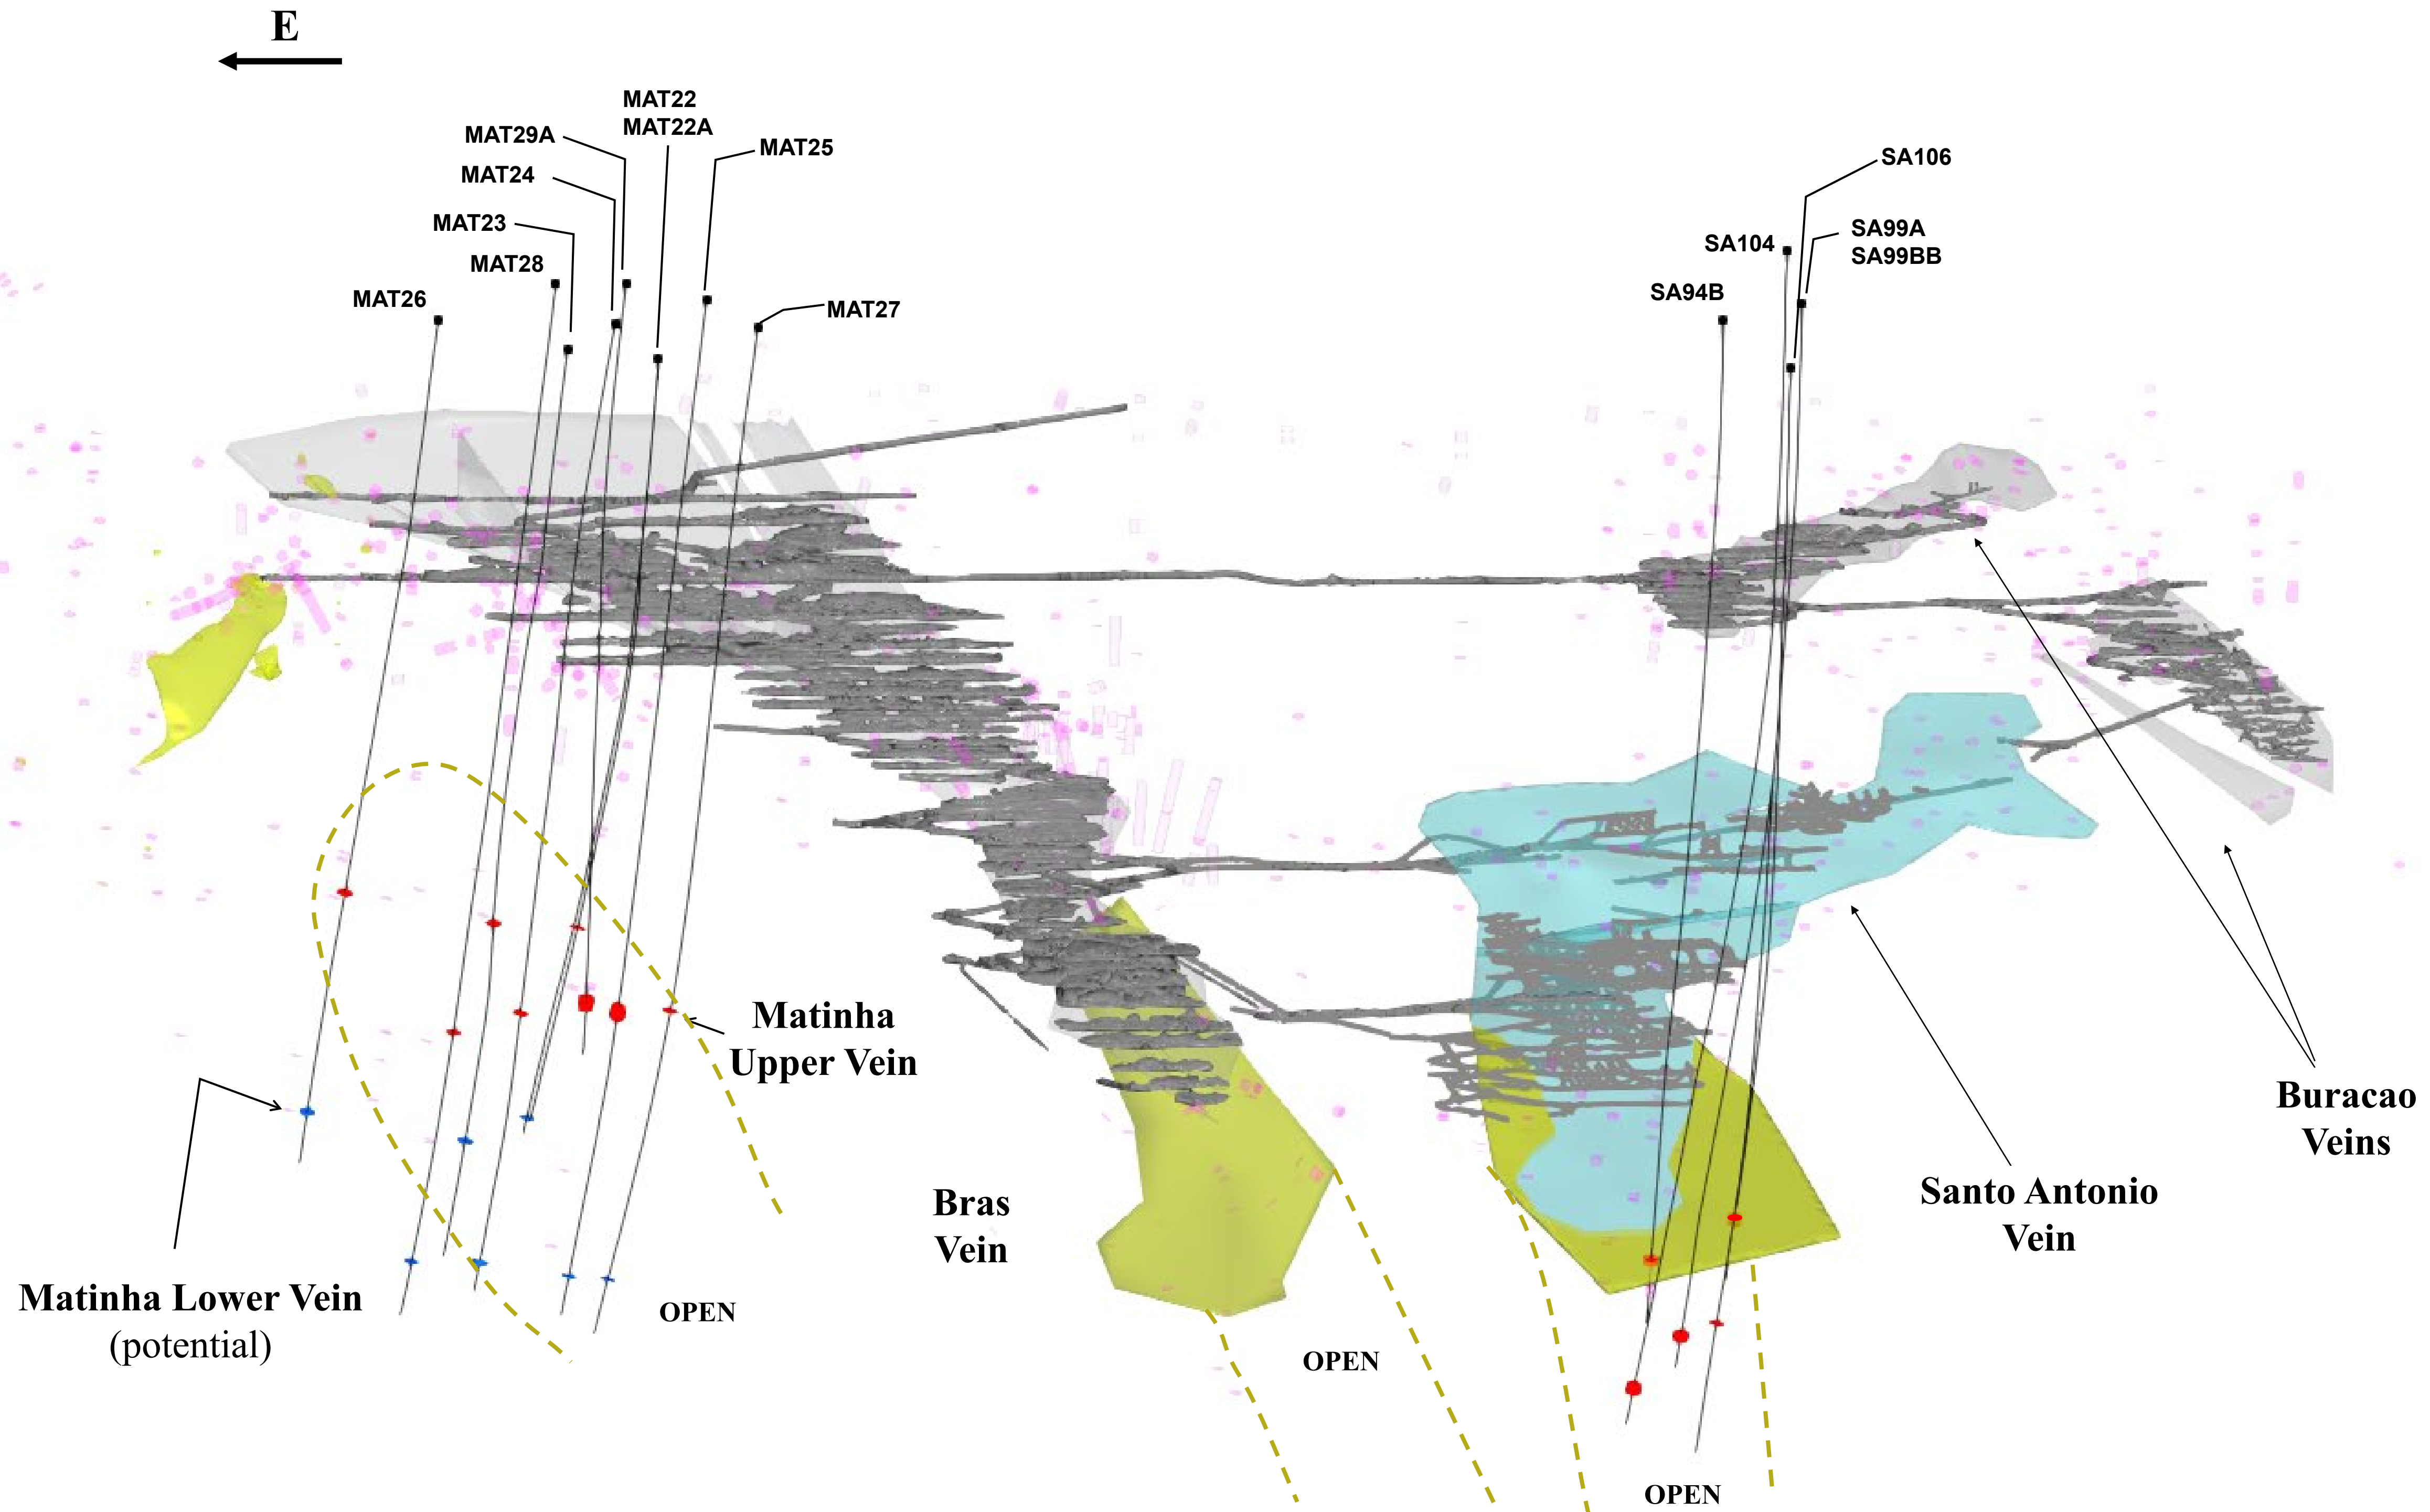 E
MAT22
MAT22A
MAT29A
MAT25
MAT24
MAT23
MAT28
MAT26
MAT27
SA106
SA99A
SA99BB
SA104
SA94B
Matinha
Upper Vein
Matinha Lower Vein
(potential)
OPEN
Bras
Vein
OPEN
Santo Antonio
Vein
Buracao
Veins
OPEN